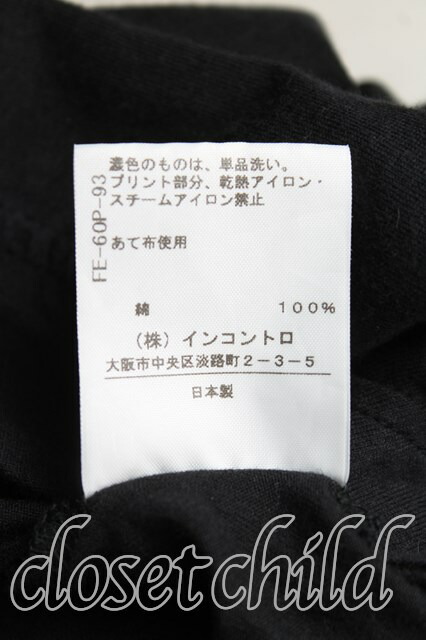 濃色のものは、単品洗い。
プリント部分、乾熱アイロン・
スチームアイロン禁止
あて布使用
FE-60P-93
綿 100%
(株)インコントロ
大阪市中央区淡路町2-3-5
日本製
closet child